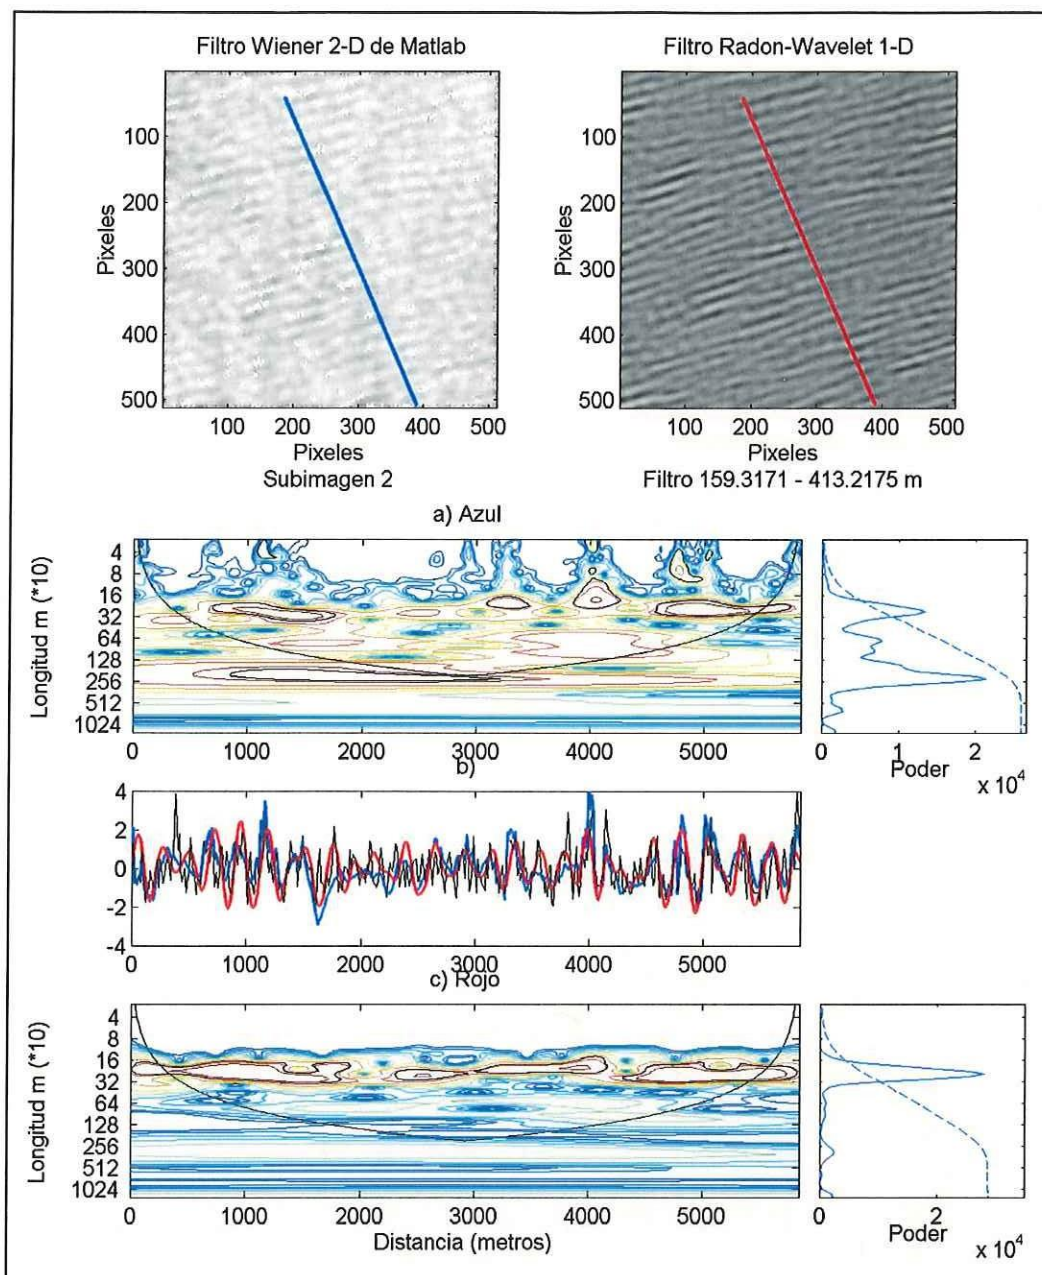 Filtro Wiener 2-D de Matlab
Filtro Radon-Wavelet 1-D
Pixeles
100
200
300
400
500
100 200 300 400 500
Pixeles
Subimagen 2
Pixeles
100
200
300
400
500
100 200 300 400 500
Pixeles
Filtro 159.3171 - 413.2175 m
a) Azul
Longitud m (*10)
4
8
16
32
64
128
256
512
1024
0 1000 2000 3000 4000 5000
0 1 2
Poder
x 10^4
b)
4
2
0
-2
-4
0 1000 2000 3000 4000 5000
c) Rojo
Longitud m (*10)
4
8
16
32
64
128
256
512
1024
0 1000 2000 3000 4000 5000
Distancia (metros)
0 2
Poder
x 10^4